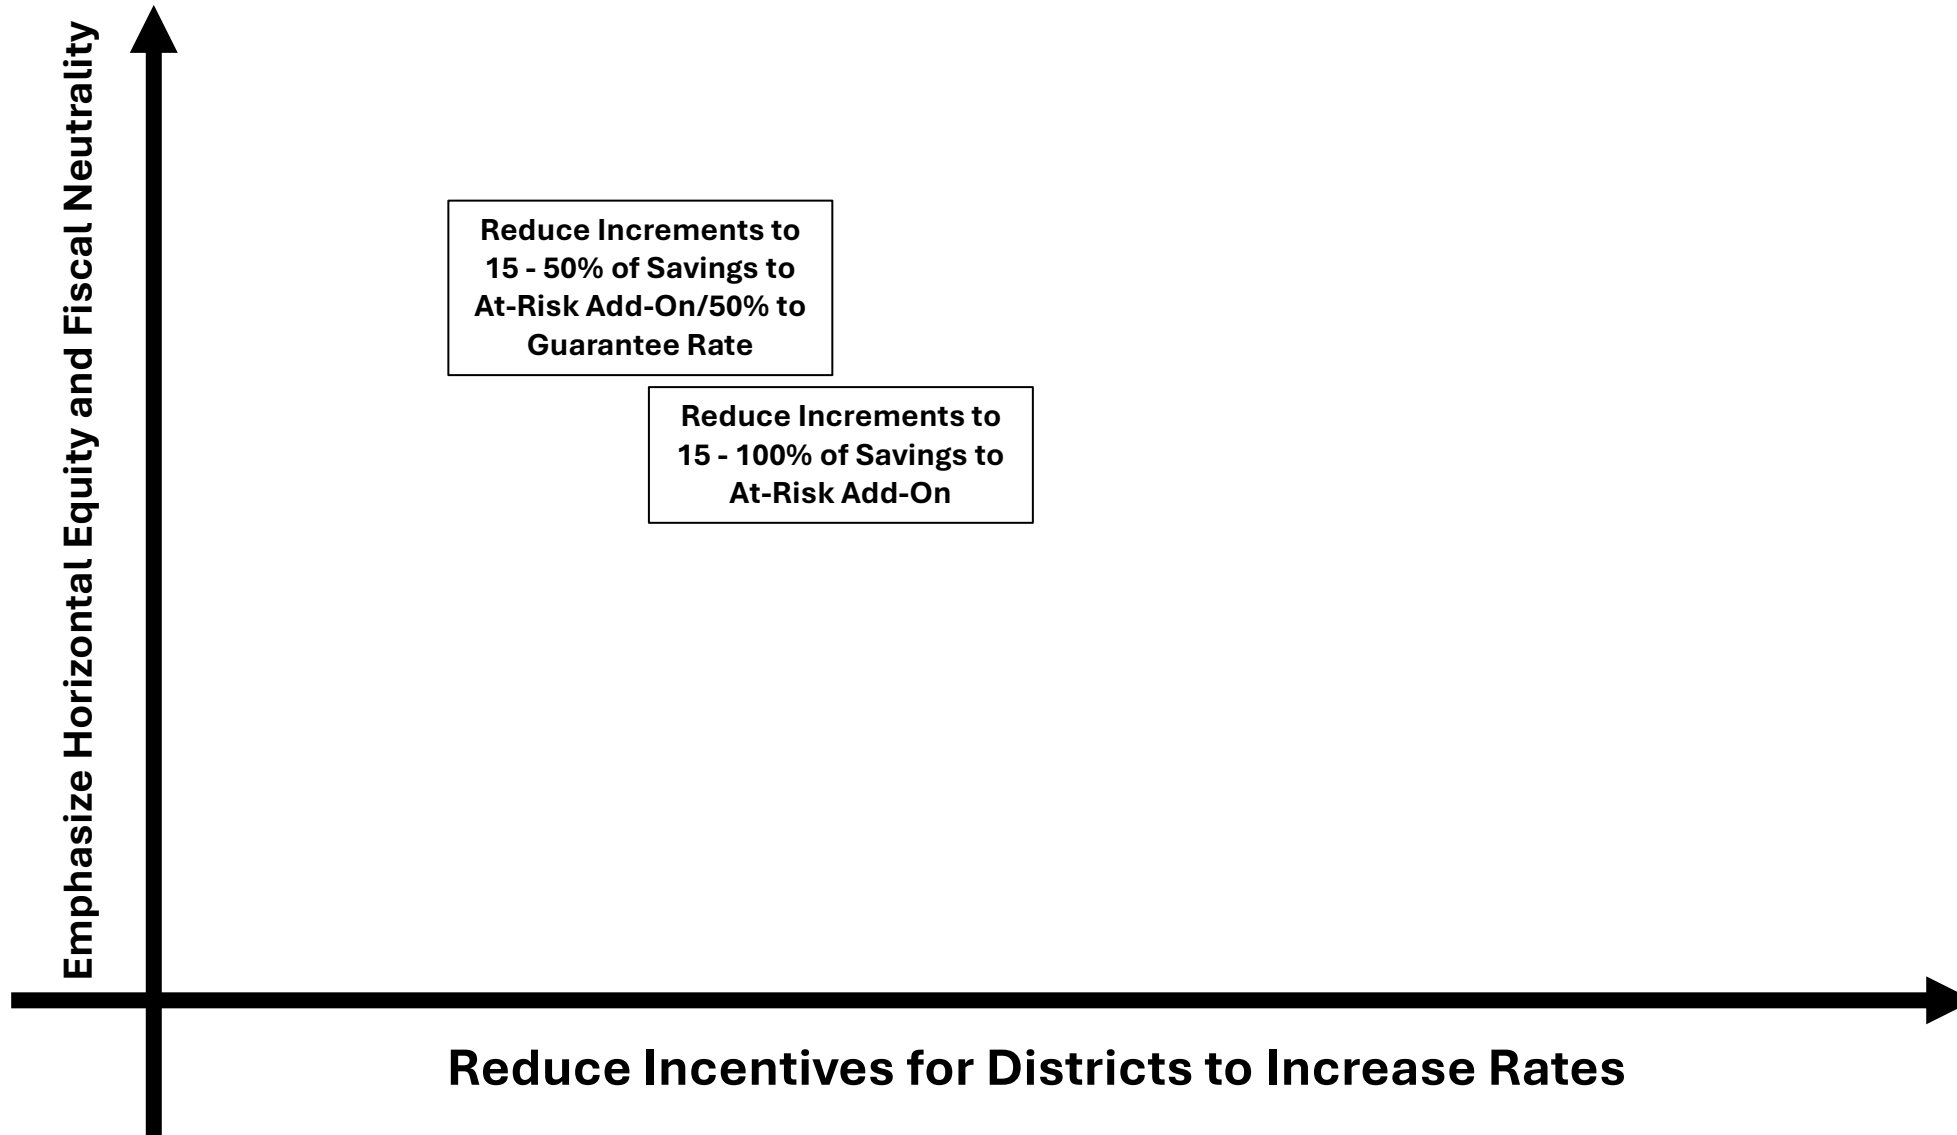 Emphasize Horizontal Equity and Fiscal Neutrality
Reduce Increments to
15 - 50% of Savings to
At-Risk Add-On/50% to
Guarantee Rate
Reduce Increments to
15 - 100% of Savings to
At-Risk Add-On
Reduce Incentives for Districts to Increase Rates